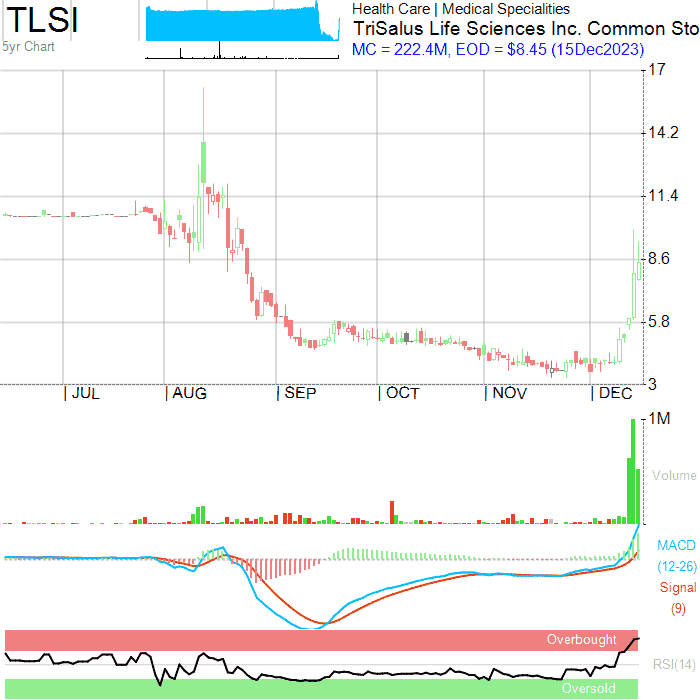 TLSI
5yr Chart
Health Care | Medical Specialities
TriSalus Life Sciences Inc. Common Sto
MC = 222.4M, EOD = $8.45 (15Dec2023)
17
14.2
11.4
8.6
5.8
3
JUL AUG SEP OCT NOV DEC
1M
Volume
MACD
(12-26)
Signal
(9)
Overbought
RSI(14)
Oversold